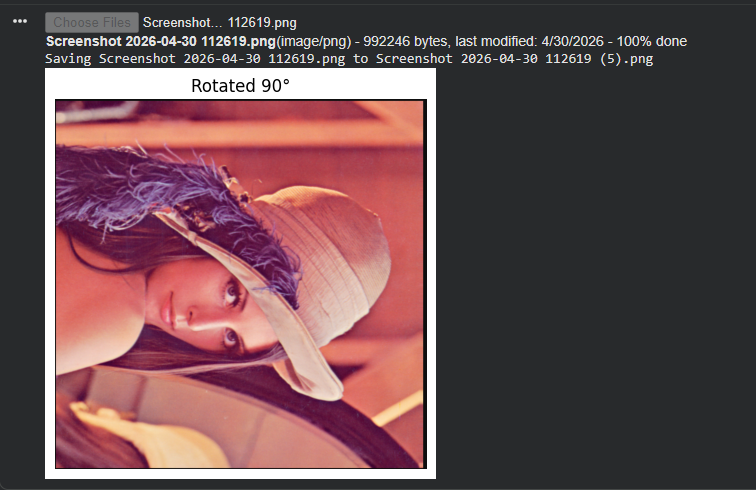 Choose Files Screenshot... 112619.png
Screenshot 2026-04-30 112619.png(image/png) - 992246 bytes, last modified: 4/30/2026 - 100% done
Saving Screenshot 2026-04-30 112619.png to Screenshot 2026-04-30 112619 (5).png
Rotated 90°